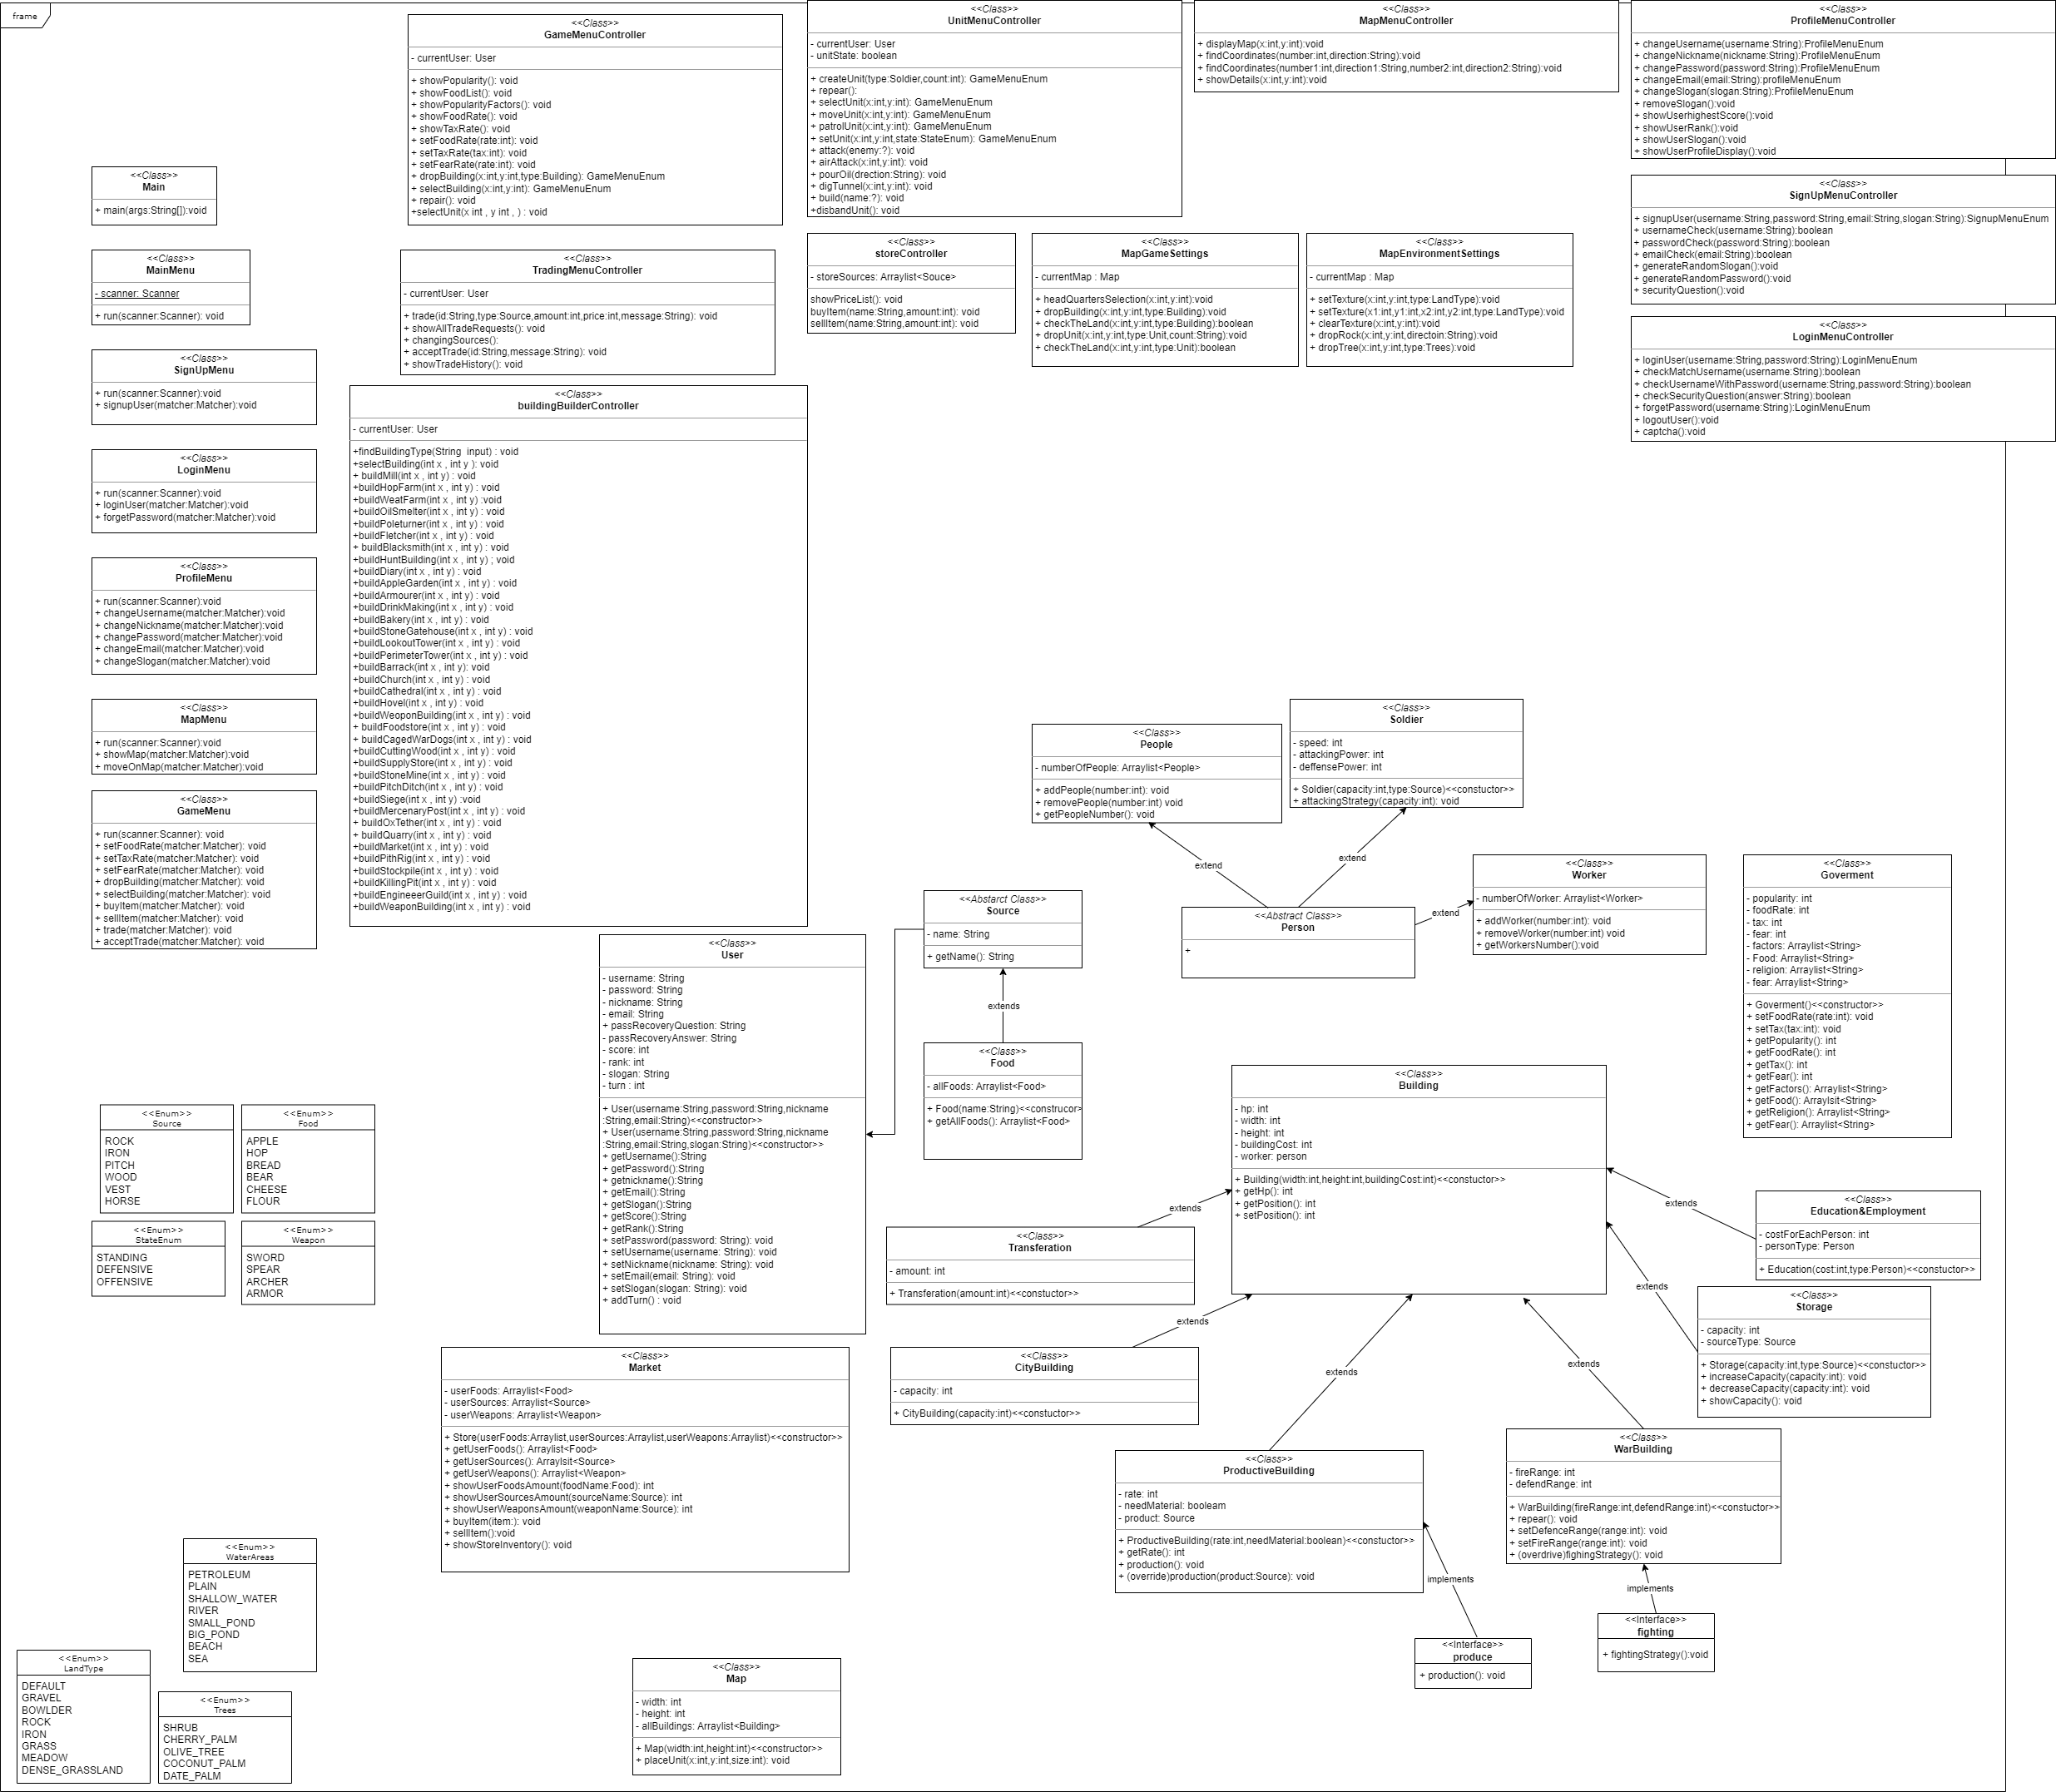 frame
<<Class>>
GameMenuController
- currentUser: User
+ showPopularity(): void
+ showFoodList(): void
+ showPopularityFactors(): void
+ showFoodRate(): void
+ showTaxRate(): void
+ setFoodRate(rate:int): void
+ setTaxRate(tax:int): void
+ setFearRate(rate:int): void
+ dropBuilding(x:int,y:int,type:Building): GameMenuEnum
+ selectBuilding(x:int,y:int): GameMenuEnum
+ repair(): void
+selectUnit(x int , y int , ) : void
<<Class>>
UnitMenuController
- currentUser: User
- unitState: boolean
+ createUnit(type:Soldier,count:int): GameMenuEnum
+ repear():
+ selectUnit(x:int,y:int): GameMenuEnum
+ moveUnit(x:int,y:int): GameMenuEnum
+ patrolUnit(x:int,y:int): GameMenuEnum
+ setUnit(x:int,y:int,state:StateEnum): GameMenuEnum
+ attack(enemy:?): void
+ airAttack(x:int,y:int): void
+ pourOil(drection:String): void
+ digTunnel(x:int,y:int): void
+ build(name:?): void
+disbandUnit(): void
<<Class>>
MapMenuController
+ displayMap(x:int,y:int):void
+ findCoordinates(number:int,direction:String):void
+ findCoordinates(number1:int,direction1:String,number2:int,direction2:String):void
+ showDetails(x:int,y:int):void
<<Class>>
ProfileMenuController
+ changeUsername(username:String):ProfileMenuEnum
+ changeNickname(nickname:String):ProfileMenuEnum
+ changePassword(password:String):ProfileMenuEnum
+ changeEmail(email:String):profileMenuEnum
+ changeSlogan(slogan:String):ProfileMenuEnum
+ removeSlogan():void
+ showUserhighestScore():void
+ showUserRank():void
+ showUserSlogan():void
+ showUserProfileDisplay():void
<<Class>>
Main
+ main(args:String[]):void
<<Class>>
SignUpMenuController
+ signupUser(username:String,password:String,email:String,slogan:String):SignupMenuEnum
+ usernameCheck(username:String):boolean
+ passwordCheck(password:String):boolean
+ emailCheck(email:String):boolean
+ generateRandomSlogan():void
+ generateRandomPassword():void
+ securityQuestion():void
<<Class>>
MainMenu
- scanner: Scanner
+ run(scanner:Scanner): void
<<Class>>
TradingMenuController
- currentUser: User
+ trade(id:String,type:Source,amount:int,price:int,message:String): void
+ showAllTradeRequests(): void
+ changingSources():
+ acceptTrade(id:String,message:String): void
+ showTradeHistory(): void
<<Class>>
storeController
- storeSources: Arraylist<Souce>
showPriceList(): void
buyItem(name:String,amount:int): void
sellItem(name:String,amount:int): void
<<Class>>
MapGameSettings
- currentMap : Map
+ headQuartersSelection(x:int,y:int):void
+ dropBuilding(x:int,y:int,type:Building):void
+ checkTheLand(x:int,y:int,type:Building):boolean
+ dropUnit(x:int,y:int,type:Unit,count:String):void
+ checkTheLand(x:int,y:int,type:Unit):boolean
<<Class>>
MapEnvironmentSettings
- currentMap : Map
+ setTexture(x:int,y:int,type:LandType):void
+ setTexture(x1:int,y1:int,x2:int,y2:int,type:LandType):void
+ clearTexture(x:int,y:int):void
+ dropRock(x:int,y:int,directoin:String):void
+ dropTree(x:int,y:int,type:Trees):void
<<Class>>
LoginMenuController
+ loginUser(username:String,password:String):LoginMenuEnum
+ checkMatchUsername(username:String):boolean
+ checkUsernameWithPassword(username:String,password:String):boolean
+ checkSecurityQuestion(answer:String):boolean
+ forgetPassword(username:String):LoginMenuEnum
+ logoutUser():void
+ captcha():void
<<Class>>
SignUpMenu
+ run(scanner:Scanner):void
+ signupUser(matcher:Matcher):void
<<Class>>
LoginMenu
+ run(scanner:Scanner):void
+ loginUser(matcher:Matcher):void
+ forgetPassword(matcher:Matcher):void
<<Class>>
ProfileMenu
+ run(scanner:Scanner):void
+ changeUsername(matcher:Matcher):void
+ changeNickname(matcher:Matcher):void
+ changePassword(matcher:Matcher):void
+ changeEmail(matcher:Matcher):void
+ changeSlogan(matcher:Matcher):void
<<Class>>
MapMenu
+ run(scanner:Scanner):void
+ showMap(matcher:Matcher):void
+ moveOnMap(matcher:Matcher):void
<<Class>>
GameMenu
+ run(scanner:Scanner): void
+ setFoodRate(matcher:Matcher): void
+ setTaxRate(matcher:Matcher): void
+ setFearRate(matcher:Matcher): void
+ dropBuilding(matcher:Matcher): void
+ selectBuilding(matcher:Matcher): void
+ buyItem(matcher:Matcher): void
+ sellItem(matcher:Matcher): void
+ trade(matcher:Matcher): void
+ acceptTrade(matcher:Matcher): void
<<Class>>
buildingBuilderController
- currentUser: User
+findBuildingType(String input) : void
+selectBuilding(int x , int y ): void
+ buildMill(int x , int y) : void
+buildHopFarm(int x , int y) : void
+buildWeatFarm(int x , int y) :void
+buildOilSmelter(int x , int y) : void
+buildPoleturner(int x , int y) : void
+buildFletcher(int x , int y) : void
+ buildBlacksmith(int x , int y) : void
+buildHuntBuilding(int x , int y) ; void
+buildDiary(int x , int y) : void
+buildAppleGarden(int x , int y) : void
+buildArmourer(int x , int y) : void
+buildDrinkMaking(int x , int y) : void
+buildBakery(int x , int y) : void
+buildStoneGatehouse(int x , int y) : void
+buildLookoutTower(int x , int y) : void
+buildPerimeterTower(int x , int y) : void
+buildBarrack(int x , int y): void
+buildChurch(int x , int y) : void
+buildCathedral(int x , int y) : void
+buildHovel(int x , int y) : void
+buildWeoponBuilding(int x , int y) : void
+ buildFoodstore(int x , int y) : void
+ buildCagedWarDogs(int x , int y) : void
+buildCuttingWood(int x , int y) : void
+buildSupplyStore(int x , int y) : void
+buildStoneMine(int x , int y) : void
+buildPitchDitch(int x , int y) : void
+buildSiege(int x , int y) :void
+buildMercenaryPost(int x , int y) : void
+buildOxTether(int x , int y) : void
+ buildQuarry(int x , int y) : void
+buildMarket(int x , int y) : void
+buildPithRig(int x , int y) : void
+buildStockpile(int x , int y) : void
+buildKillingPit(int x , int y) : void
+buildEngineeerGuild(int x , int y) : void
+buildWeaponBuilding(int x , int y) : void
<<Class>>
People
- numberOfPeople: Arraylist<People>
+ addPeople(number:int): void
+ removePeople(number:int) void
+ getPeopleNumber(): void
<<Class>>
Soldier
- speed: int
- attackingPower: int
- deffensePower: int
+ Soldier(capacity:int,type:Source)<<constuctor>>
+ attackingStrategy(capacity:int): void
extend
extend
extend
<<Class>>
Worker
- numberOfWorker: Arraylist<Worker>
+ addWorker(number:int): void
+ removeWorker(number:int) void
+ getWorkersNumber():void
<<Abstract Class>>
Person
+
<<Class>>
Goverment
- popularity: int
- foodRate: int
- tax: int
- fear: int
- factors: Arraylist<String>
- Food: Arraylist<String>
- religion: Arraylist<String>
- fear: Arraylist<String>
+ Goverment()<<constructor>>
+ setFoodRate(rate:int): void
+ setTax(tax:int): void
+ getPopularity(): int
+ getFoodRate(): int
+ getTax(): int
+ getFear(): int
+ getFactors(): Arraylist<String>
+ getFood(): Arraylsit<String>
+ getReligion(): Arraylist<String>
+ getFear(): Arraylist<String>
<<Abstarct Class>>
Source
- name: String
+ getName(): String
extends
<<Class>>
Food
- allFoods: Arraylist<Food>
+ Food(name:String)<<construcor>
+ getAllFoods(): Arraylist<Food>
<<Class>>
User
- username: String
- password: String
- nickname: String
- email: String
+ passRecoveryQuestion: String
- passRecoveryAnswer: String
- score: int
- rank: int
- slogan: String
- turn : int
+ User(username:String,password:String,nickname
:String,email:String)<<constructor>>
+ User(username:String,password:String,nickname
:String,email:String,slogan:String)<<constructor>>
+ getUsername():String
+ getPassword():String
+ getnickname():String
+ getEmail():String
+ getSlogan():String
+ getScore():String
+ getRank():String
+ setPassword(password: String): void
+ setUsername(username: String): void
+ setNickname(nickname: String): void
+ setEmail(email: String): void
+ setSlogan(slogan: String): void
+ addTurn() : void
<<Class>>
Building
- hp: int
- width: int
- height: int
- buildingCost: int
- worker: person
+ Building(width:int,height:int,buildingCost:int)<<constuctor>>
+ getHp(): int
+ getPosition(): int
+ setPosition(): int
extends
extends
extends
extends
extends
extends
<<Class>>
Education&Employment
- costForEachPerson: int
- personType: Person
+ Education(cost:int,type:Person)<<constuctor>>
<<Class>>
Transferation
- amount: int
+ Transferation(amount:int)<<constuctor>>
<<Class>>
Storage
- capacity: int
- sourceType: Source
+ Storage(capacity:int,type:Source)<<constuctor>>
+ increaseCapacity(capacity:int): void
+ decreaseCapacity(capacity:int): void
+ showCapacity(): void
<<Enum>>
Source
ROCK
IRON
PITCH
WOOD
VEST
HORSE
<<Enum>>
Food
APPLE
HOP
BREAD
BEAR
CHEESE
FLOUR
<<Enum>>
StateEnum
STANDING
DEFENSIVE
OFFENSIVE
<<Enum>>
Weapon
SWORD
SPEAR
ARCHER
ARMOR
<<Class>>
Market
- userFoods: Arraylist<Food>
- userSources: Arraylist<Source>
- userWeapons: Arraylist<Weapon>
+ Store(userFoods:Arraylist,userSources:Arraylist,userWeapons:Arraylist)<<constructor>>
+ getUserFoods(): Arraylist<Food>
+ getUserSources(): Arraylsit<Source>
+ getUserWeapons(): Arraylist<Weapon>
+ showUserFoodsAmount(foodName:Food): int
+ showUserSourcesAmount(sourceName:Source): int
+ showUserWeaponsAmount(weaponName:Source): int
+ buyItem(item:): void
+ sellItem():void
+ showStoreInventory(): void
<<Class>>
CityBuilding
- capacity: int
+ CityBuilding(capacity:int)<<constuctor>>
<<Class>>
ProductiveBuilding
- rate: int
- needMaterial: booleam
- product: Source
+ ProductiveBuilding(rate:int,needMaterial:boolean)<<constuctor>>
+ getRate(): int
+ production(): void
+ (override)production(product:Source): void
<<Class>>
WarBuilding
- fireRange: int
- defendRange: int
+ WarBuilding(fireRange:int,defendRange:int)<<constuctor>>
+ repear(): void
+ setDefenceRange(range:int): void
+ setFireRange(range:int): void
+ (overdrive)fighingStrategy(): void
implements
implements
<<Interface>>
produce
+ production(): void
<<Interface>>
fighting
+ fightingStrategy():void
<<Enum>>
WaterAreas
PETROLEUM
PLAIN
SHALLOW_WATER
RIVER
SMALL_POND
BIG_POND
BEACH
SEA
<<Enum>>
LandType
DEFAULT
GRAVEL
BOWLDER
ROCK
IRON
GRASS
MEADOW
DENSE_GRASSLAND
<<Enum>>
Trees
SHRUB
CHERRY_PALM
OLIVE_TREE
COCONUT_PALM
DATE_PALM
<<Class>>
Map
- width: int
- height: int
- allBuildings: Arraylist<Building>
+ Map(width:int,height:int)<<constructor>>
+ placeUnit(x:int,y:int,size:int): void